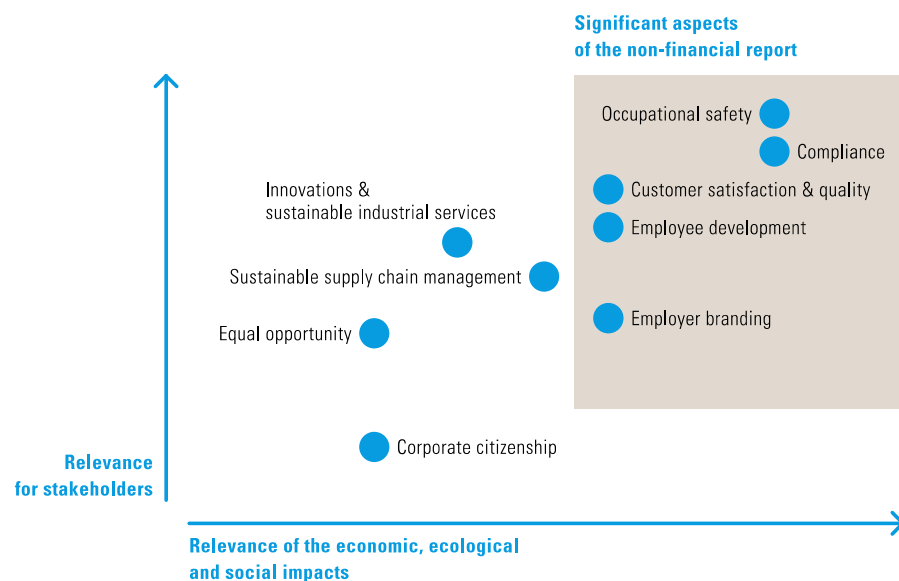 Significant aspects
of the non-financial report
Occupational safety
Compliance
Innovations &
sustainable industrial services
Customer satisfaction & quality
Employee development
Sustainable supply chain management
Employer branding
Equal opportunity
Corporate citizenship
Relevance
for stakeholders
Relevance of the economic, ecological
and social impacts